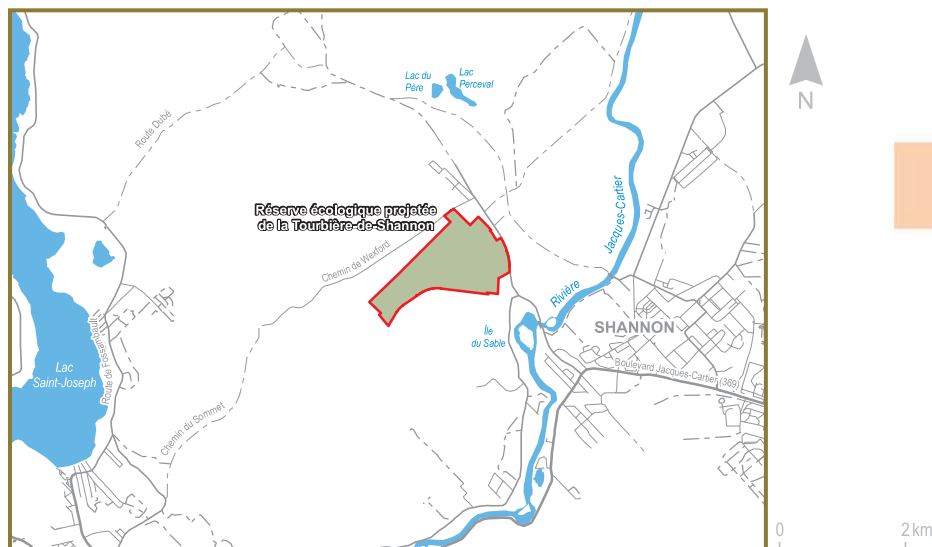 Lac du
Père
Lac
Perceval
N
Route Dubé
Réserve écologique projetée
de la Tourbière-de-Shannon
Chemin de Wexford
Jacques-Cartier
Rivière
SHANNON
Île
du Sable
Boulevard Jacques-Cartier (369)
Lac
Saint-Joseph
Route de Fossambault
Chemin du Sommet
0
2 km